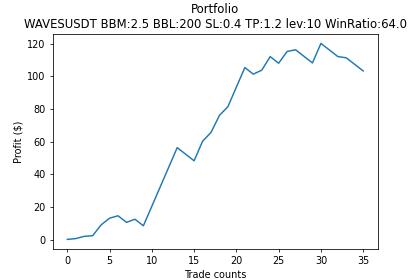 Portfolio
WAVESUSDT BBM:2.5 BBL:200 SL:0.4 TP:1.2 lev:10 WinRatio:64.0
120
100
80
60
40
20
0
Profit ($)
0 5 10 15 20 25 30 35
Trade counts